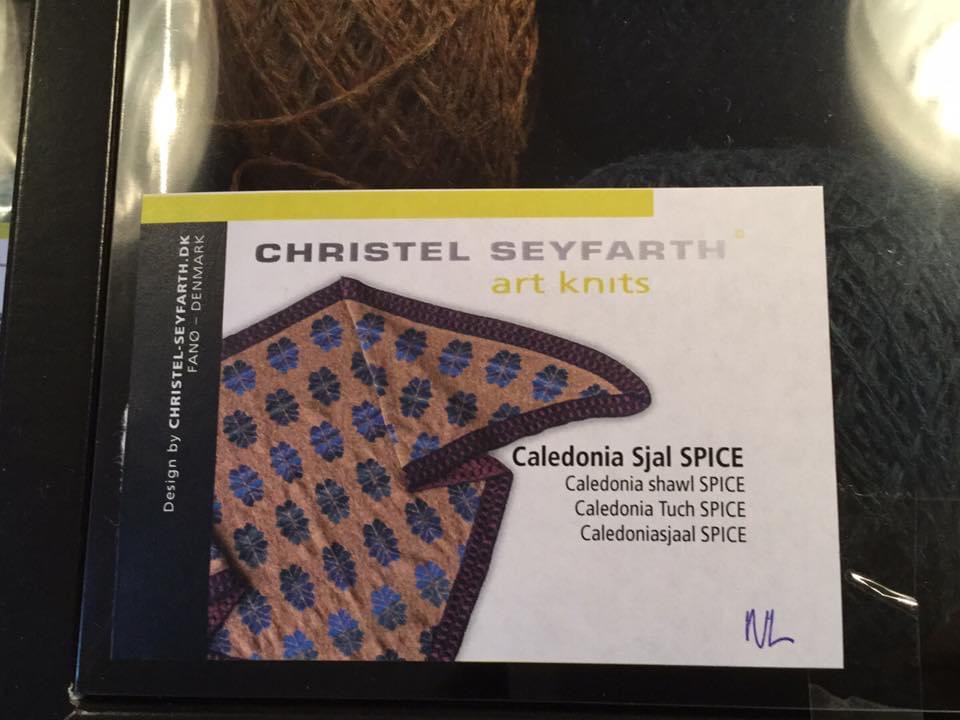 Design by CHRISTEL-SEYFARTH.DK
FANØ – DENMARK
CHRISTEL SEYFARTH
art knits
Caledonia Sjal SPICE
Caledonia shawl SPICE
Caledonia Tuch SPICE
Caledoniasjaal SPICE
NL